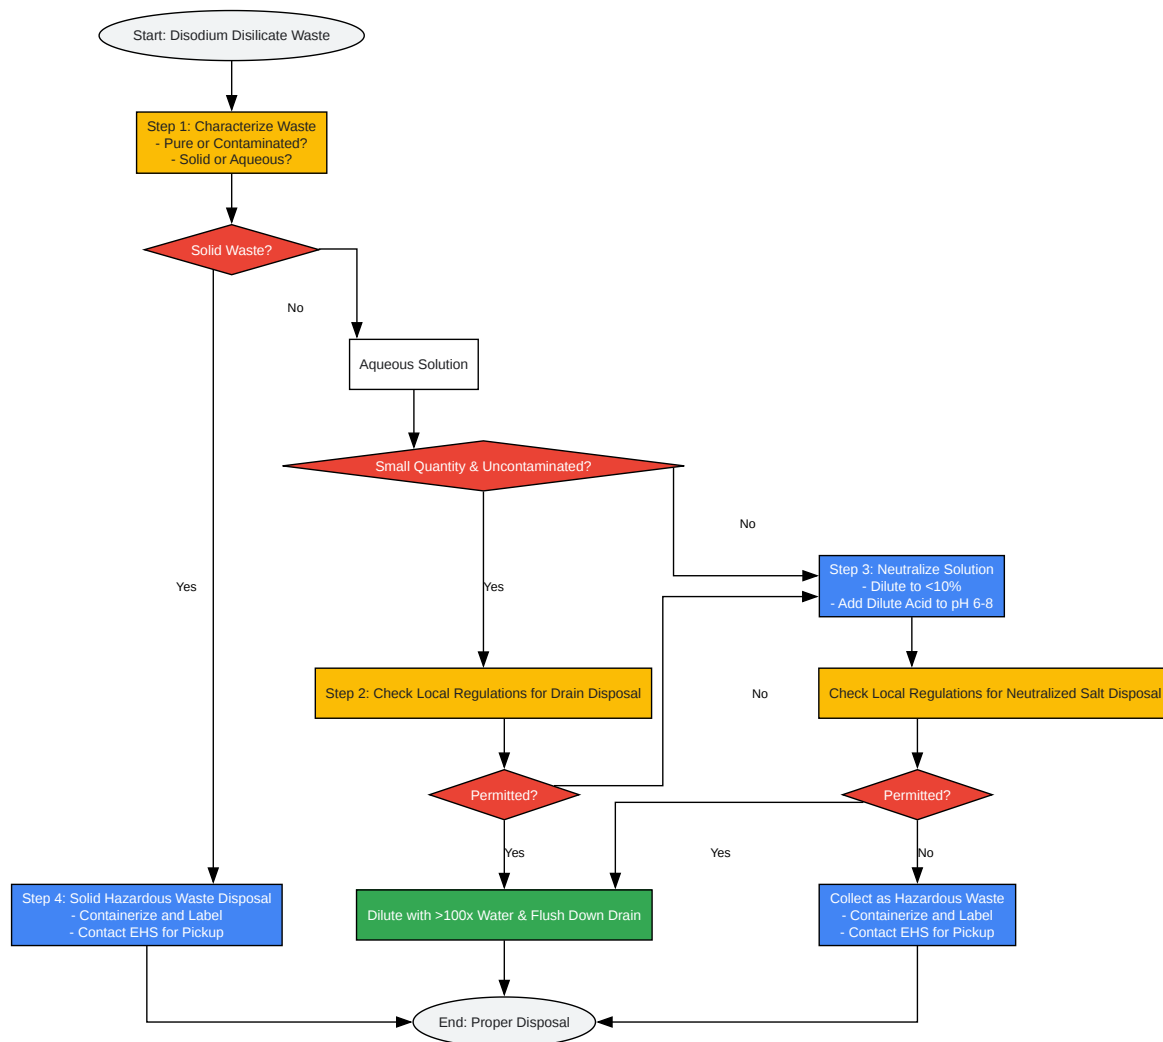 Start: Disodium Disilicate Waste
Step 1: Characterize Waste
- Pure or Contaminated?
- Solid or Aqueous?
Solid Waste?
No
Aqueous Solution
Small Quantity & Uncontaminated?
No
Step 3: Neutralize Solution
- Dilute to <10%
- Add Dilute Acid to pH 6-8
Yes
Yes
Step 2: Check Local Regulations for Drain Disposal
No
Check Local Regulations for Neutralized Salt Disposal
Permitted?
Permitted?
Yes
Yes
No
Step 4: Solid Hazardous Waste Disposal
- Containerize and Label
- Contact EHS for Pickup
Dilute with >100x Water & Flush Down Drain
Collect as Hazardous Waste
- Containerize and Label
- Contact EHS for Pickup
End: Proper Disposal